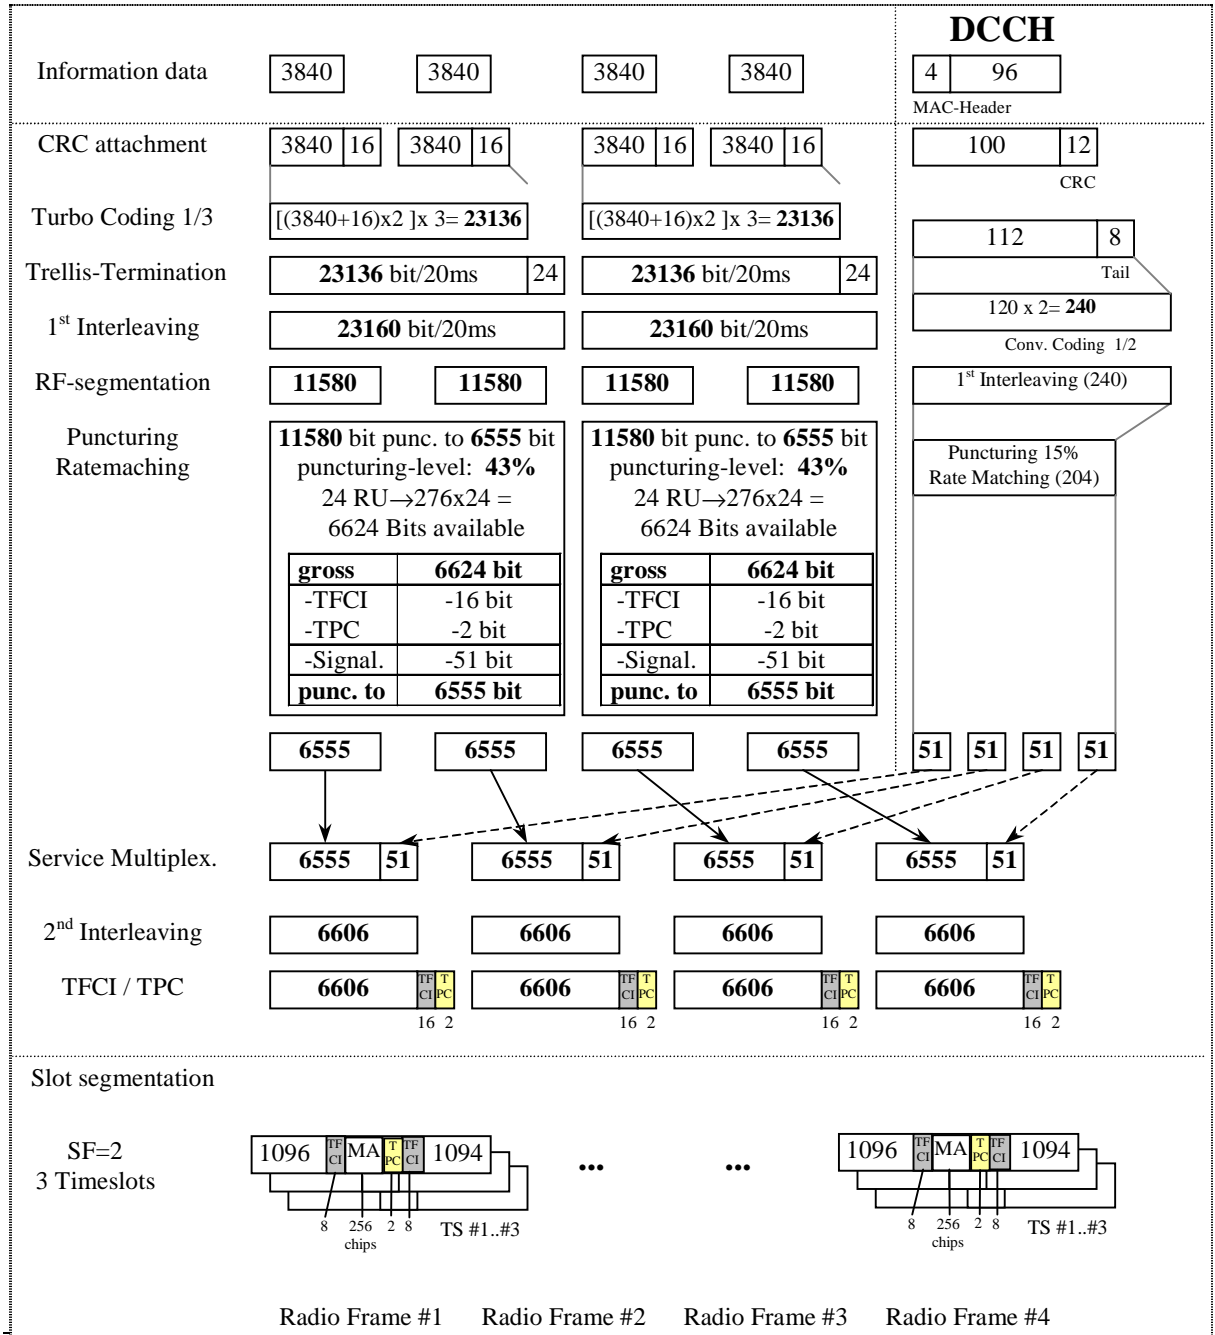 DCCH
Information data 3840 3840 3840 3840 4 96
MAC-Header
CRC attachment 3840 16 3840 16 3840 16 3840 16 100 12
CRC
Turbo Coding 1/3 [(3840+16)x2 ]x 3= 23136 [(3840+16)x2 ]x 3= 23136 112 8
Trellis-Termination 23136 bit/20ms 24 23136 bit/20ms 24 Tail
120 x 2= 240
1st Interleaving 23160 bit/20ms 23160 bit/20ms
Conv. Coding 1/2
RF-segmentation 11580 11580 11580 11580 1st Interleaving (240)
Puncturing
Ratemaching
11580 bit punc. to 6555 bit
puncturing-level: 43%
24 RU→276x24 =
6624 Bits available
gross 6624 bit
-TFCI -16 bit
-TPC -2 bit
-Signal. -51 bit
punc. to 6555 bit
11580 bit punc. to 6555 bit
puncturing-level: 43%
24 RU→276x24 =
6624 Bits available
gross 6624 bit
-TFCI -16 bit
-TPC -2 bit
-Signal. -51 bit
punc. to 6555 bit
Puncturing 15%
Rate Matching (204)
6555 6555 6555 6555 51 51 51 51
Service Multiplex. 6555 51 6555 51 6555 51 6555 51
2nd Interleaving 6606 6606 6606 6606
TFCI / TPC 6606 TF CI T PC 6606 TF CI T PC 6606 TF CI T PC 6606 TF CI T PC
16 2 16 2 16 2 16 2
Slot segmentation
SF=2
3 Timeslots
1096 TF CI MA T PC TF CI 1094 ... ... 1096 TF CI MA T PC TF CI 1094
8 256 2 8 TS #1..#3 8 256 2 8 TS #1..#3
chips chips
Radio Frame #1 Radio Frame #2 Radio Frame #3 Radio Frame #4